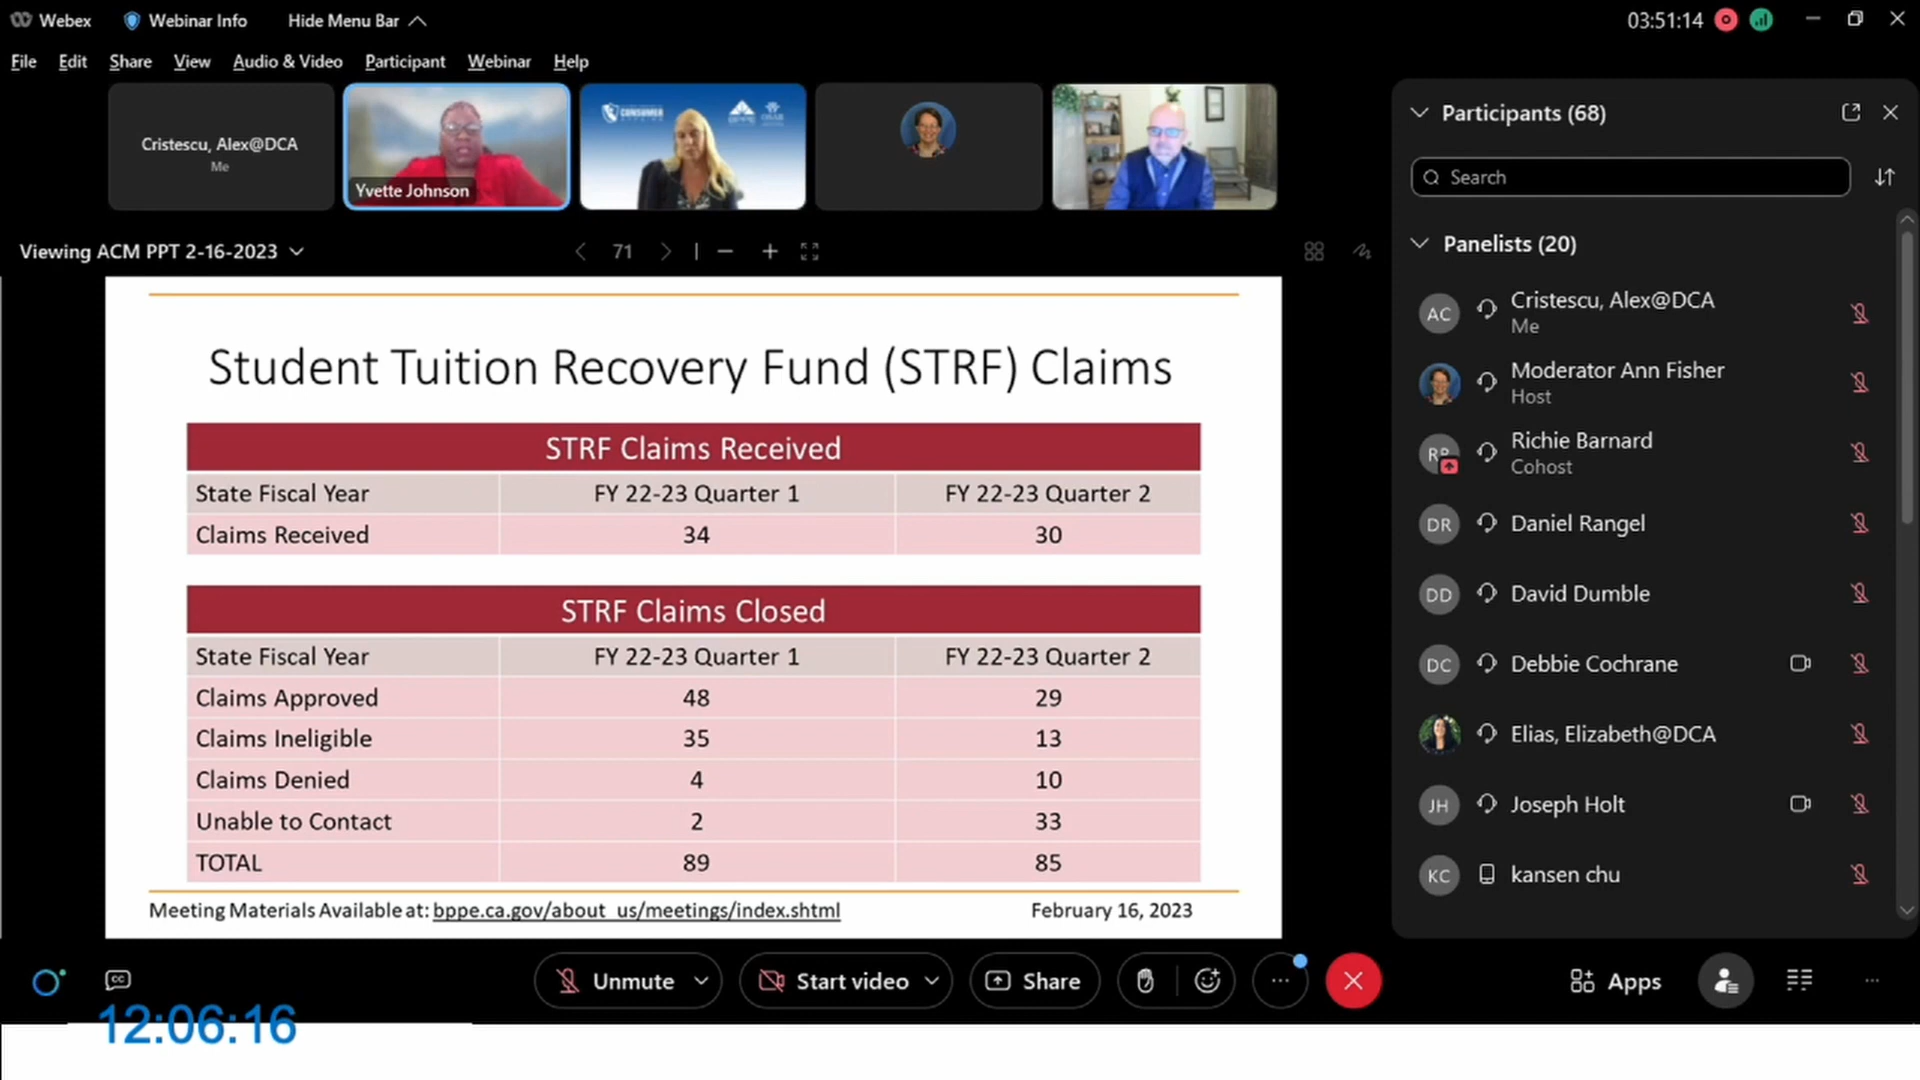 Webex Webinar Info Hide Menu Bar 03:51:14
File Edit Share View Audio & Video Participant Webinar Help
Cristescu, Alex@DCA
Me
Yvette Johnson
CONSUMER
Viewing ACM PPT 2-16-2023 71
Student Tuition Recovery Fund (STRF) Claims
STRF Claims Received
State Fiscal Year FY 22-23 Quarter 1 FY 22-23 Quarter 2
Claims Received 34 30
STRF Claims Closed
State Fiscal Year FY 22-23 Quarter 1 FY 22-23 Quarter 2
Claims Approved 48 29
Claims Ineligible 35 13
Claims Denied 4 10
Unable to Contact 2 33
TOTAL 89 85
Meeting Materials Available at: bppe.ca.gov/about_us/meetings/index.shtml February 16, 2023
Participants (68)
Search
Panelists (20)
AC Cristescu, Alex@DCA
Me
Moderator Ann Fisher
Host
Richie Barnard
Cohost
DR Daniel Rangel
DD David Dumble
DC Debbie Cochrane
Elias, Elizabeth@DCA
JH Joseph Holt
KC kansen chu
CC Unmute Start video Share Apps
12:06:16